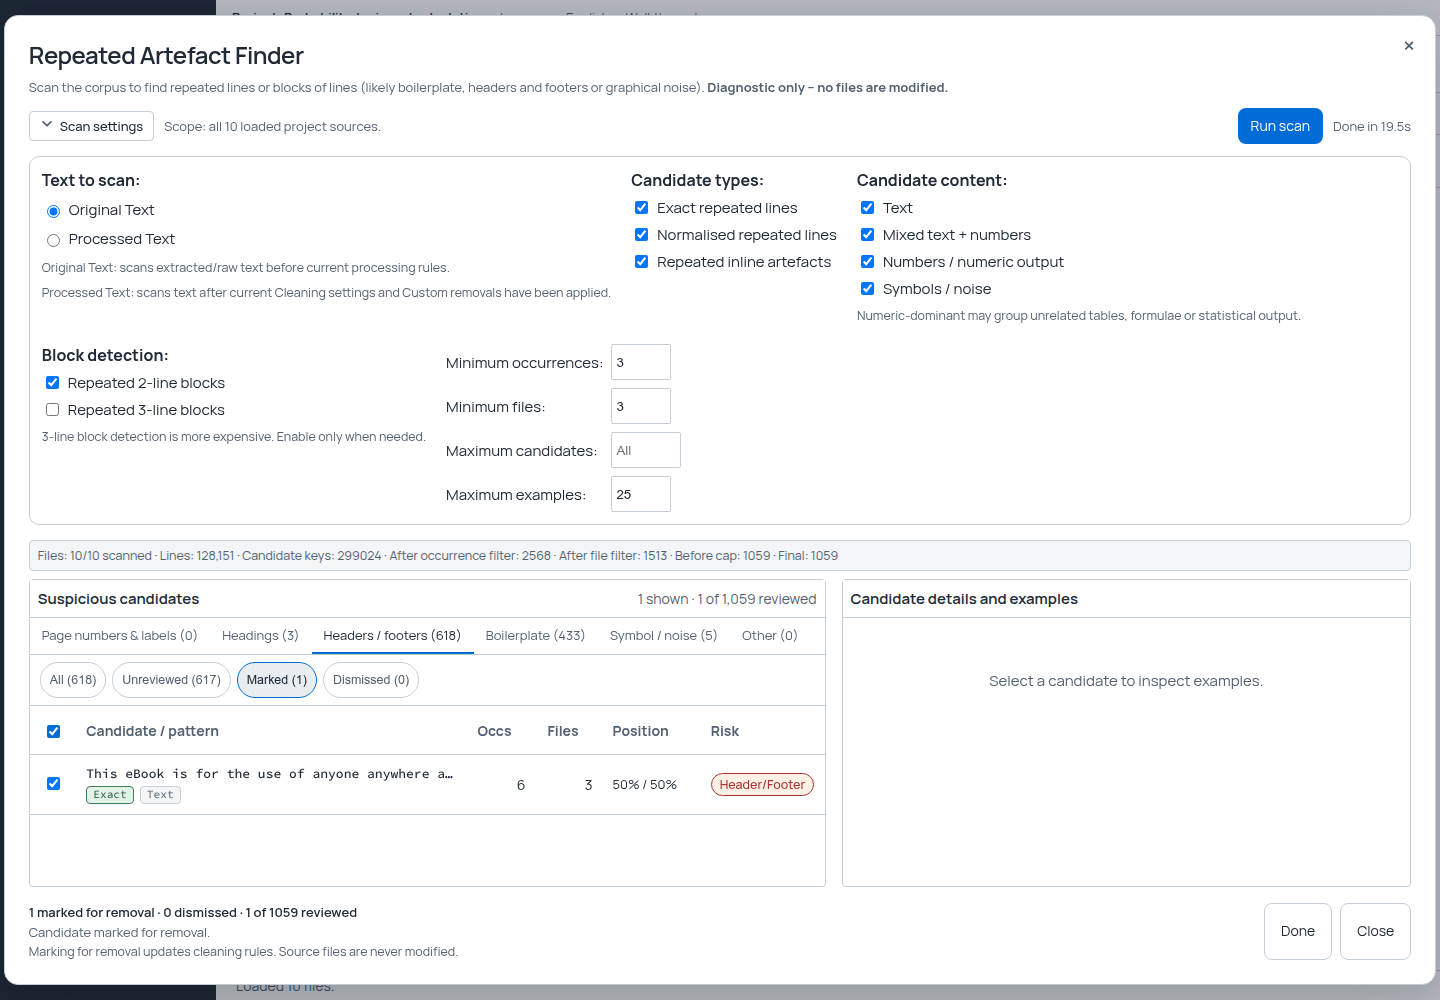 Repeated Artefact Finder
×
Scan the corpus to find repeated lines or blocks of lines (likely boilerplate, headers and footers or graphical noise). Diagnostic only – no files are modified.
Scan settings
Scope: all 10 loaded project sources.
Run scan
Done in 19.5s
Text to scan:
Original Text
Processed Text
Original Text: scans extracted/raw text before current processing rules.
Processed Text: scans text after current Cleaning settings and Custom removals have been applied.
Candidate types:
Exact repeated lines
Normalised repeated lines
Repeated inline artefacts
Candidate content:
Text
Mixed text + numbers
Numbers / numeric output
Symbols / noise
Numeric-dominant may group unrelated tables, formulae or statistical output.
Block detection:
Repeated 2-line blocks
Repeated 3-line blocks
3-line block detection is more expensive. Enable only when needed.
Minimum occurrences: 3
Minimum files: 3
Maximum candidates: All
Maximum examples: 25
Files: 10/10 scanned · Lines: 128,151 · Candidate keys: 299024 · After occurrence filter: 2568 · After file filter: 1513 · Before cap: 1059 · Final: 1059
Suspicious candidates
1 shown · 1 of 1,059 reviewed
Page numbers & labels (0) Headings (3) Headers / footers (618) Boilerplate (433) Symbol / noise (5) Other (0)
All (618) Unreviewed (617) Marked (1) Dismissed (0)
Candidate / pattern Occs Files Position Risk
This eBook is for the use of anyone anywhere a… 6 3 50% / 50% Header/Footer
Exact Text
Candidate details and examples
Select a candidate to inspect examples.
1 marked for removal · 0 dismissed · 1 of 1059 reviewed
Candidate marked for removal.
Marking for removal updates cleaning rules. Source files are never modified.
Done
Close
Loaded 10 files.